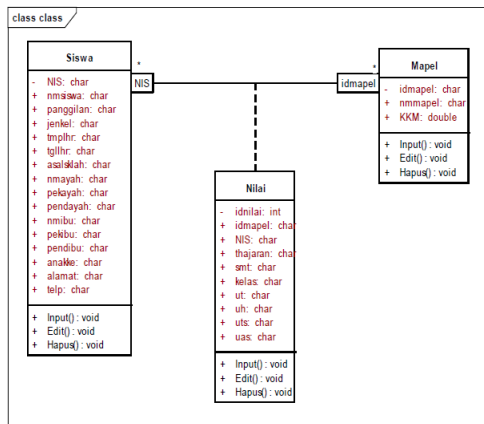 class class
Siswa
- NIS: char
+ nmsiswa: char
+ panggilan: char
+ jenkel: char
+ tmplhr: char
+ tgllhr: char
+ asalsklah: char
+ nmayah: char
+ pekayah: char
+ pendayah: char
+ nmibu: char
+ pekibu: char
+ pendibu: char
+ anakke: char
+ alamat: char
+ telp: char
+ Input() : void
+ Edit() : void
+ Hapus() : void
*
NIS
*
idmapel
Mapel
- idmapel: char
+ nmmapel: char
+ KKM: double
+ Input() : void
+ Edit() : void
+ Hapus() : void
Nilai
- idnilai: int
+ idmapel: char
+ NIS: char
+ thajaran: char
+ smt: char
+ kelas: char
+ ut: char
+ uh: char
+ uts: char
+ uas: char
+ Input() : void
+ Edit() : void
+ Hapus() : void